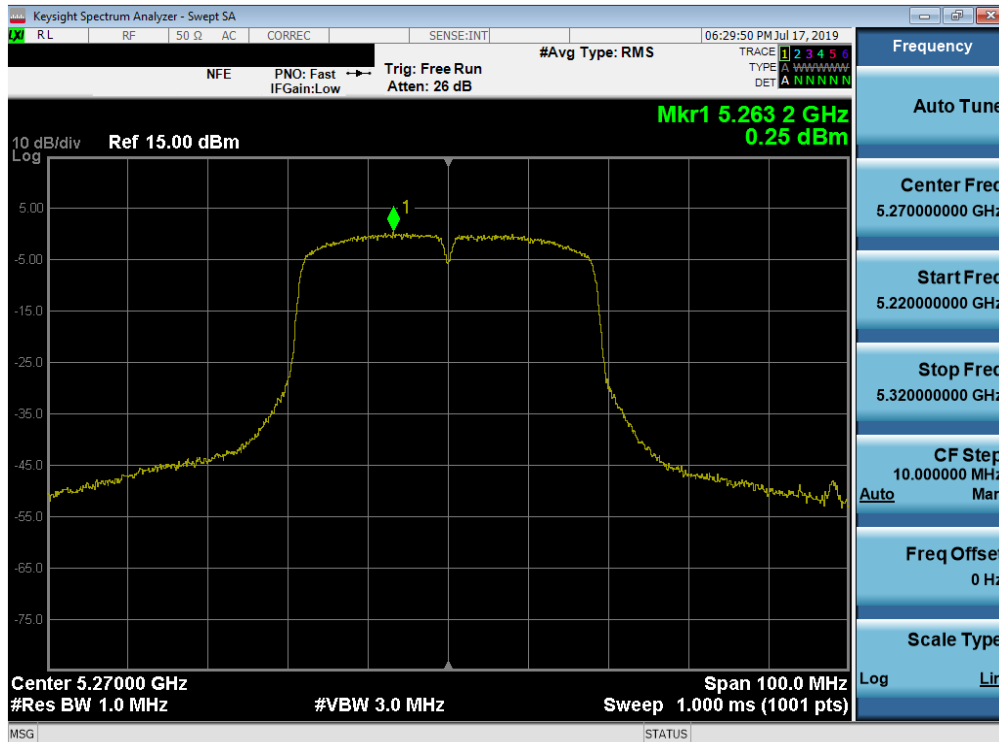 Keysight Spectrum Analyzer - Swept SA
LXI RL RF 50 Ω AC CORREC SENSE:INT 06:29:50 PM Jul 17, 2019
#Avg Type: RMS TRACE 1 2 3 4 5 6
NFE PNO: Fast Trig: Free Run TYPE A WWWWW
IFGain:Low Atten: 26 dB DET A N N N N N
Mkr1 5.263 2 GHz
0.25 dBm
10 dB/div Ref 15.00 dBm
Log
1
5.00
-5.00
-15.0
-25.0
-35.0
-45.0
-55.0
-65.0
-75.0
Center 5.27000 GHz Span 100.0 MHz
#Res BW 1.0 MHz #VBW 3.0 MHz Sweep 1.000 ms (1001 pts)
MSG STATUS
Frequency
Auto Tune
Center Freq
5.270000000 GHz
Start Freq
5.220000000 GHz
Stop Freq
5.320000000 GHz
CF Step
10.000000 MHz
Auto Man
Freq Offset
0 Hz
Scale Type
Log Lin